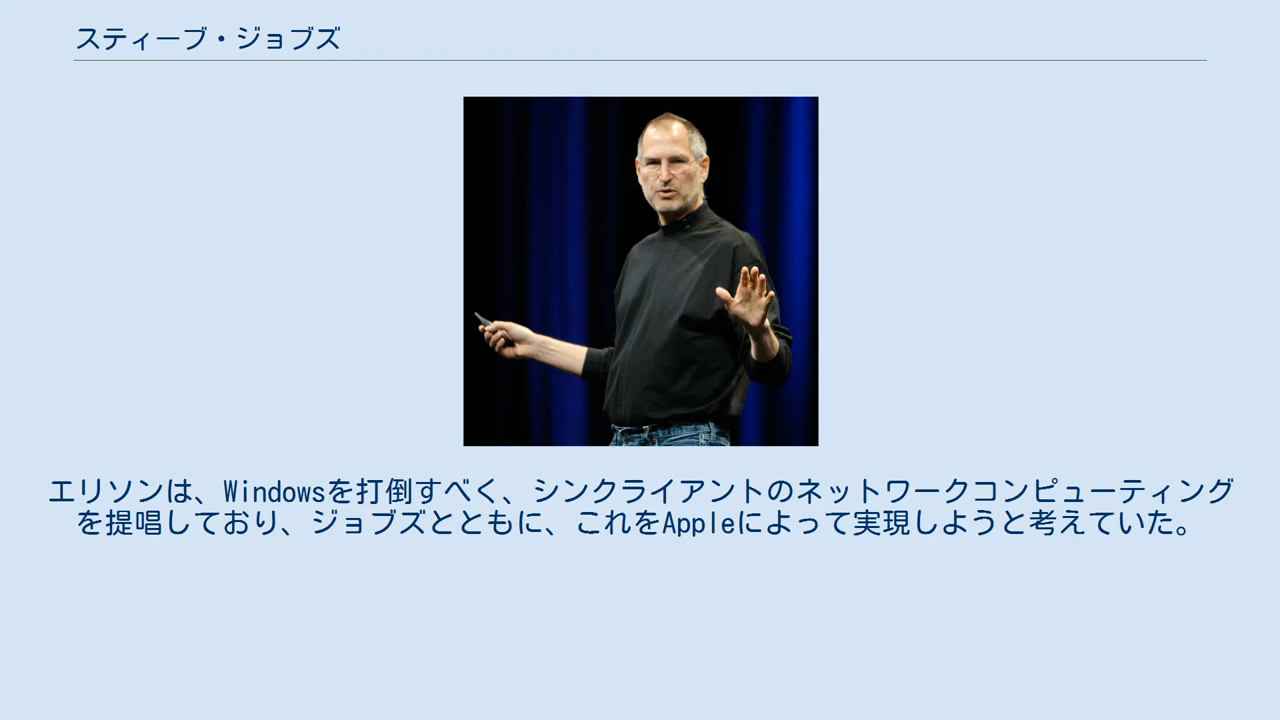 スティーブ・ジョブズ
エリソンは、Windowsを打倒すべく、シンクライアントのネットワークコンピューティング
を提唱しており、ジョブズとともに、これをAppleによって実現しようと考えていた。